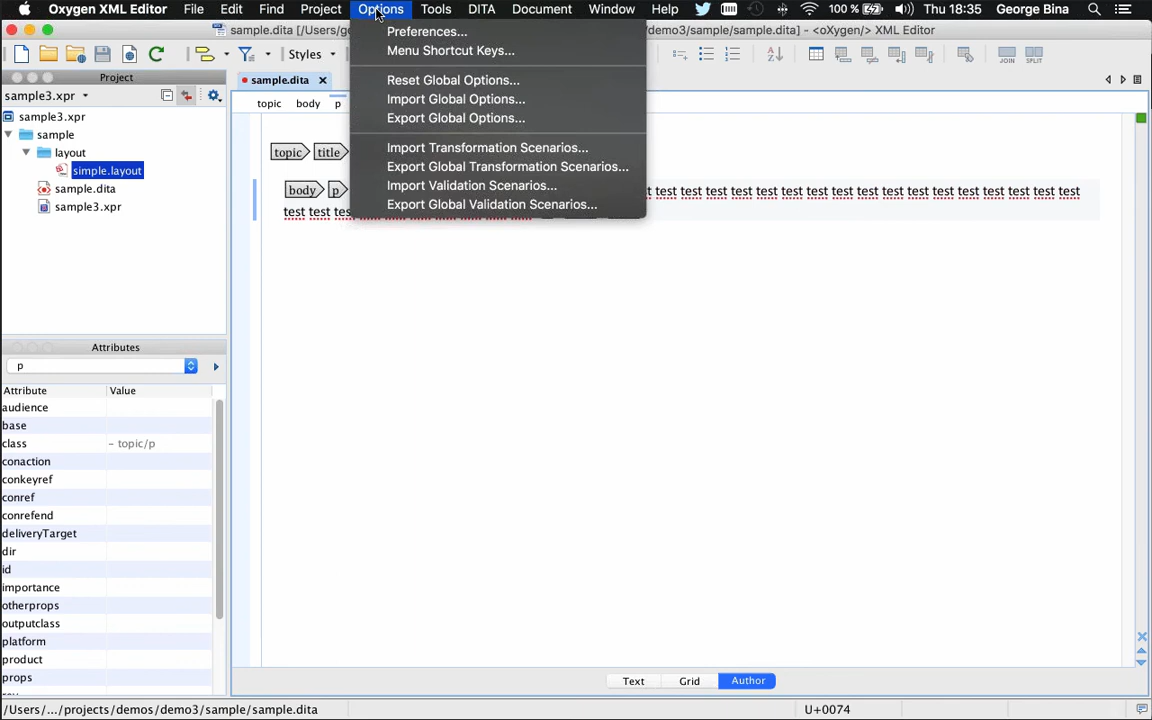 Oxygen XML Editor File Edit Find Project Options Tools DITA Document Window Help 100 % Thu 18:35 George Bina
sample.dita [/Users/ge demo3/sample/sample.dita] - <oXygen/> XML Editor
Styles JOIN SPLIT
Project
sample3.xpr
sample3.xpr
sample
layout
simple.layout
sample.dita
sample3.xpr
Attributes
p
Attribute Value
audience
base
class - topic/p
conaction
conkeyref
conref
conrefend
deliveryTarget
dir
id
importance
otherprops
outputclass
platform
product
props
sample.dita
topic body p
topic title
body p
t test test test test test test test test test test test test test test test test test
test test tes
Preferences...
Menu Shortcut Keys...
Reset Global Options...
Import Global Options...
Export Global Options...
Import Transformation Scenarios...
Export Global Transformation Scenarios...
Import Validation Scenarios...
Export Global Validation Scenarios...
Text Grid Author
/Users/.../projects/demos/demo3/sample/sample.dita U+0074